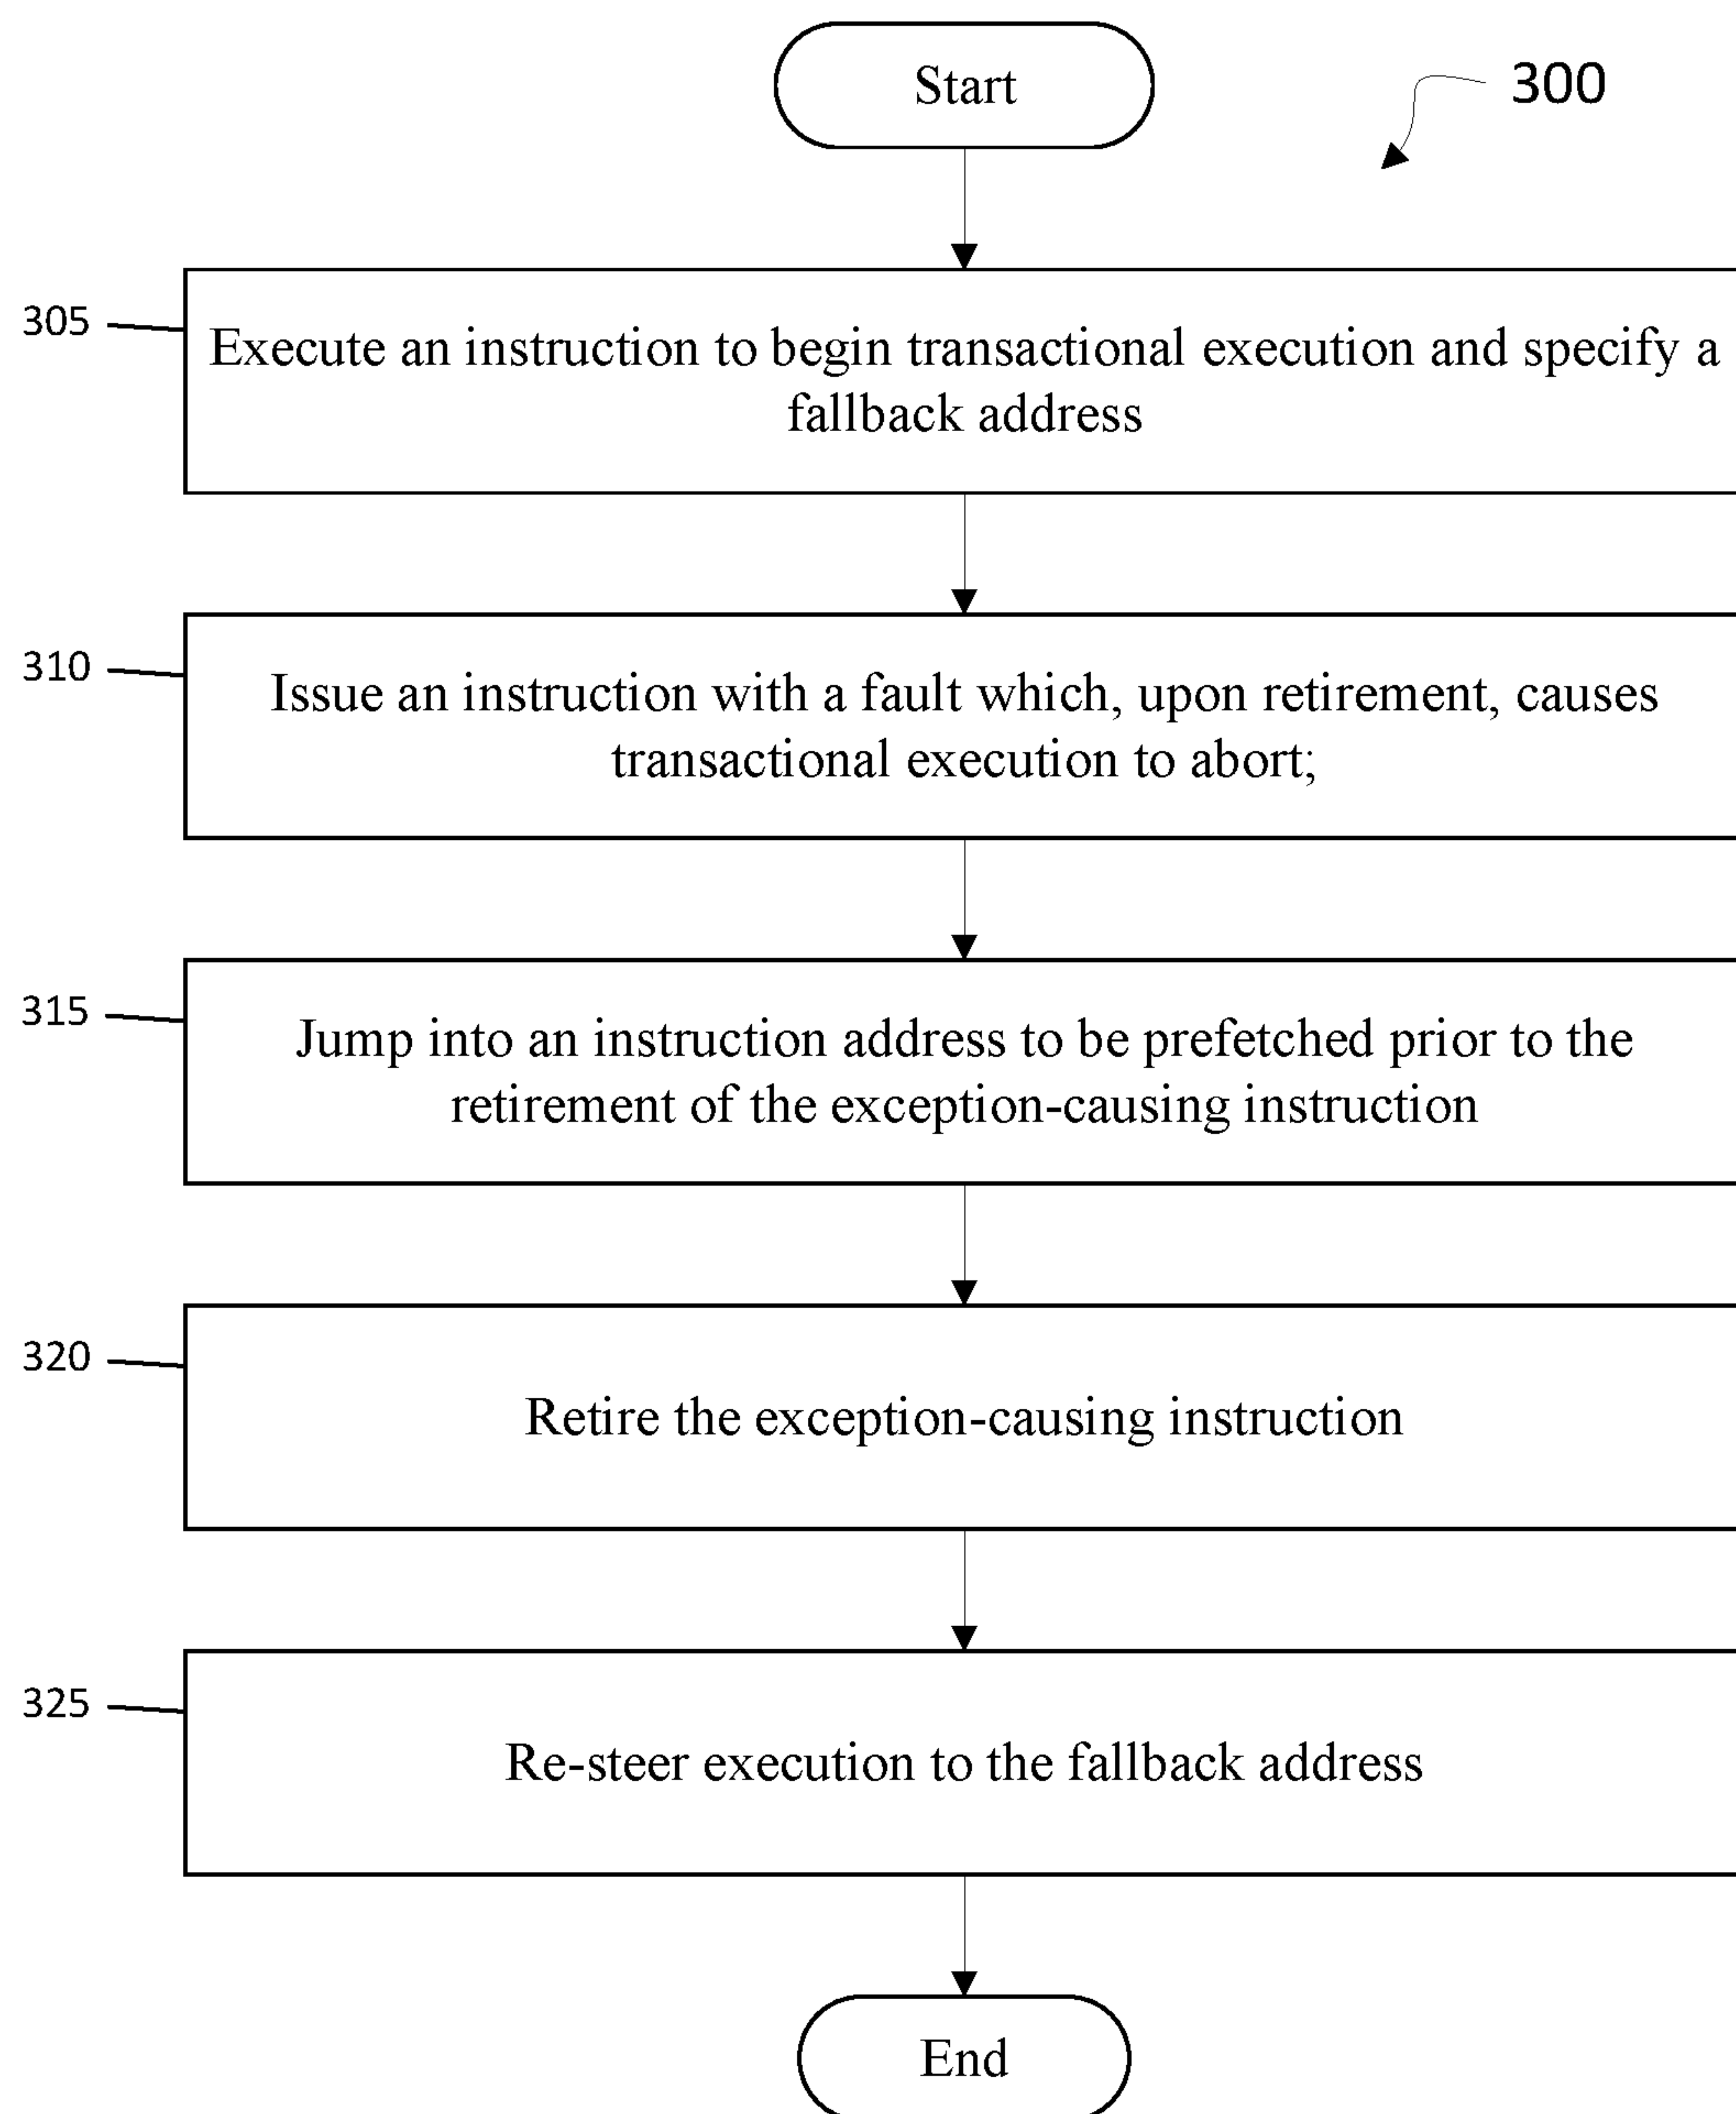 Start
300
305
Execute an instruction to begin transactional execution and specify a
fallback address
310
Issue an instruction with a fault which, upon retirement, causes
transactional execution to abort;
315
Jump into an instruction address to be prefetched prior to the
retirement of the exception-causing instruction
320
Retire the exception-causing instruction
325
Re-steer execution to the fallback address
End